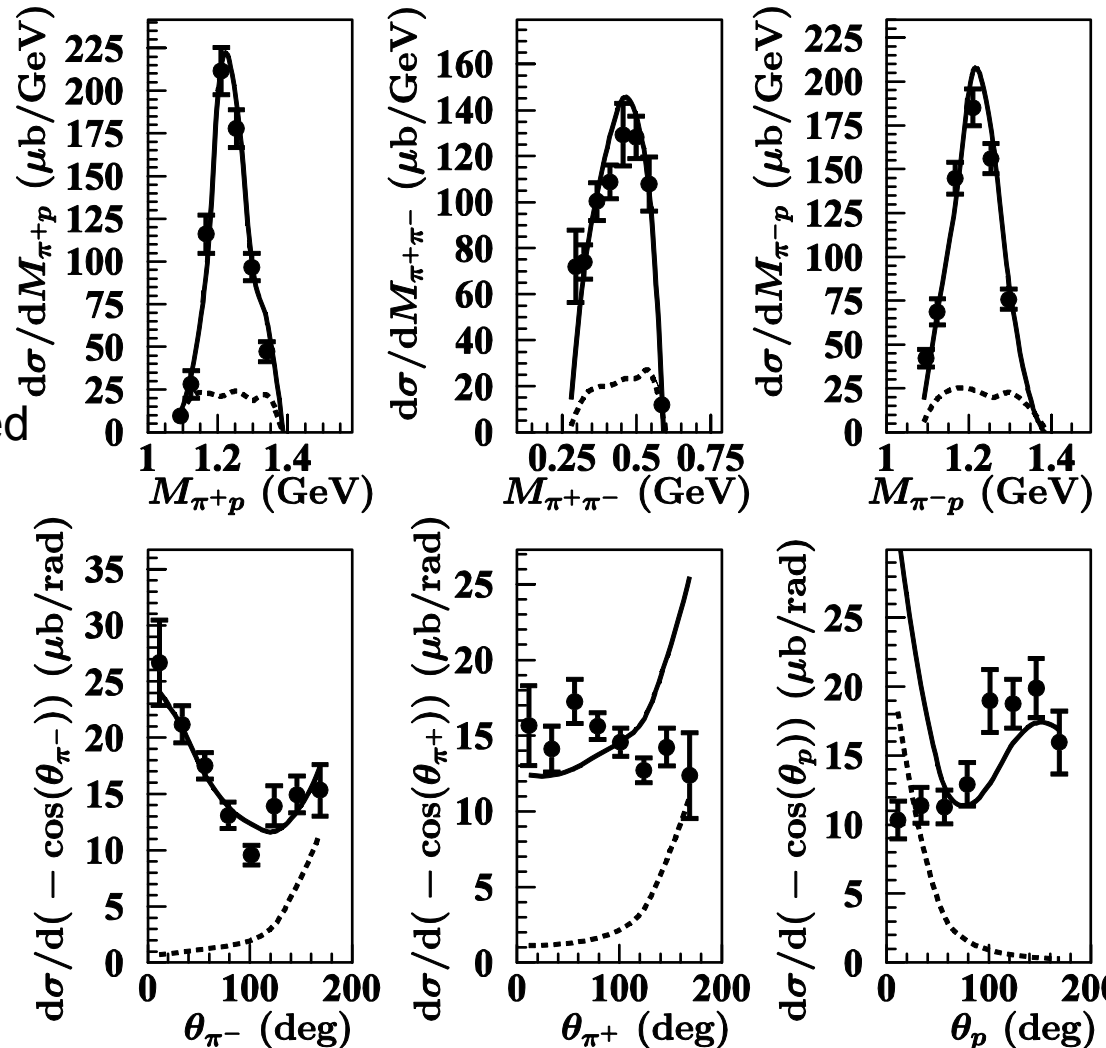 dσ/dM_{π+p} (μb/GeV)
225
200
175
150
125
100
75
50
25
0
1 1.2 1.4
M_{π+p} (GeV)
dσ/dM_{π+π−} (μb/GeV)
160
140
120
100
80
60
40
20
0
0.25 0.5 0.75
M_{π+π−} (GeV)
dσ/dM_{π−p} (μb/GeV)
225
200
175
150
125
100
75
50
25
0
1 1.2 1.4
M_{π−p} (GeV)
ed
dσ/d(− cos(θ_{π−})) (μb/rad)
35
30
25
20
15
10
5
0
0 100 200
θ_{π−} (deg)
dσ/d(− cos(θ_{π+})) (μb/rad)
25
20
15
10
5
0
0 100 200
θ_{π+} (deg)
dσ/d(− cos(θ_p)) (μb/rad)
25
20
15
10
5
0
0 100 200
θ_p (deg)